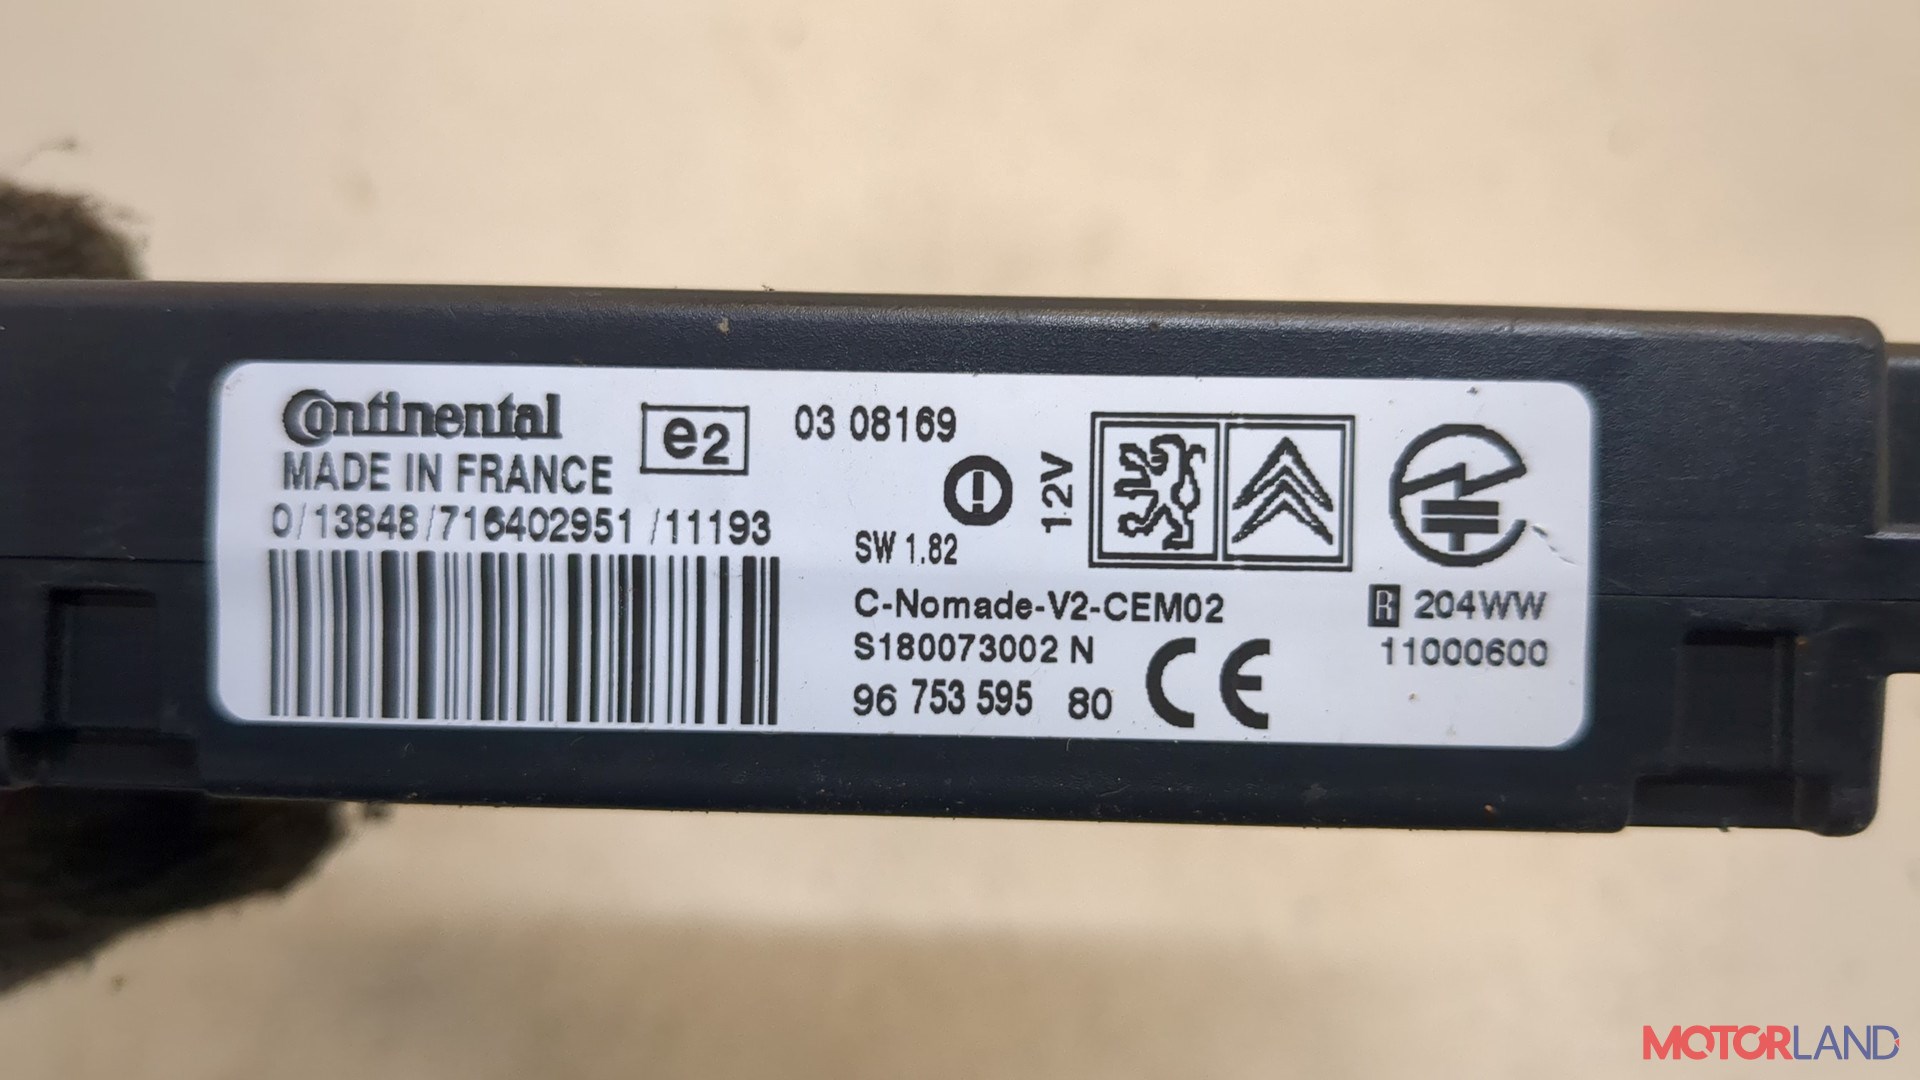 Continental
MADE IN FRANCE
e2
03 08169
0/13848/716402951 /11193
SW 1.82
12V
C-Nomade-V2-CEM02
S180073002 N
96 753 595 80
CE
R 204WW
11000600
MOTORLAND